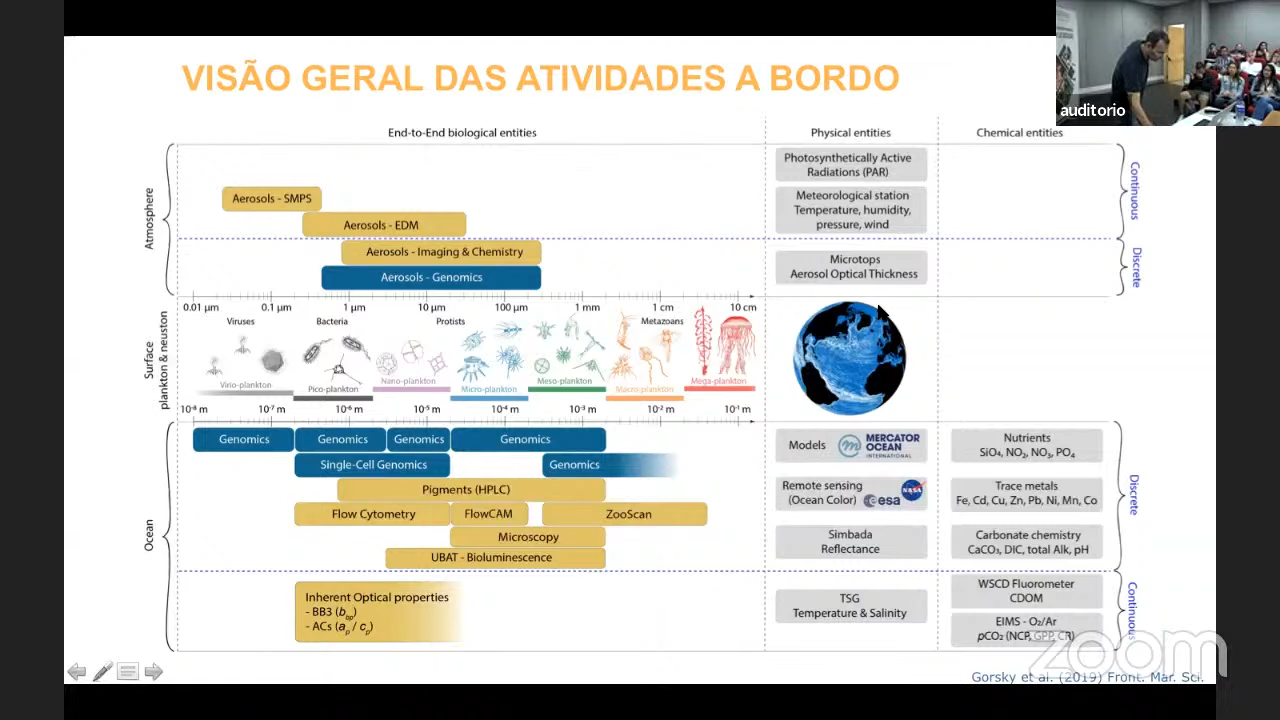 VISÃO GERAL DAS ATIVIDADES A BORDO
auditorio
End-to-End biological entities
Physical entities
Chemical entities
Atmosphere
Aerosols - SMPS
Aerosols - EDM
Aerosols - Imaging & Chemistry
Aerosols - Genomics
Photosynthetically Active
Radiations (PAR)
Meteorological station
Temperature, humidity,
pressure, wind
Microtops
Aerosol Optical Thickness
Continuous
Discrete
0.01 µm 0.1 µm 1 µm 10 µm 100 µm 1 mm 1 cm 10 cm
Surface
plankton & neuston
Viruses Bacteria Protists Metazoans
Virio-plankton
Pico-plankton
Nano-plankton
Micro-plankton
Meso-plankton
Macro-plankton
Mega-plankton
10⁻⁸ m 10⁻⁷ m 10⁻⁶ m 10⁻⁵ m 10⁻⁴ m 10⁻³ m 10⁻² m 10⁻¹ m
Ocean
Genomics Genomics Genomics Genomics
Single-Cell Genomics Genomics
Pigments (HPLC)
Flow Cytometry FlowCAM ZooScan
Microscopy
UBAT - Bioluminescence
Inherent Optical properties
- BB3 (bbp)
- ACs (ap / cp)
Models MERCATOR
OCEAN
INTERNATIONAL
Remote sensing
(Ocean Color) esa NASA
Simbada
Reflectance
TSG
Temperature & Salinity
Nutrients
SiO₄, NO₂, NO₃, PO₄
Trace metals
Fe, Cd, Cu, Zn, Pb, Ni, Mn, Co
Carbonate chemistry
CaCO₃, DIC, total Alk, pH
WSCD Fluorometer
CDOM
EIMS - O₂/Ar
pCO₂ (NCP, GPP, CR)
Discrete
Continuous
zoom
Gorsky et al. (2019) Front. Mar. Sci.